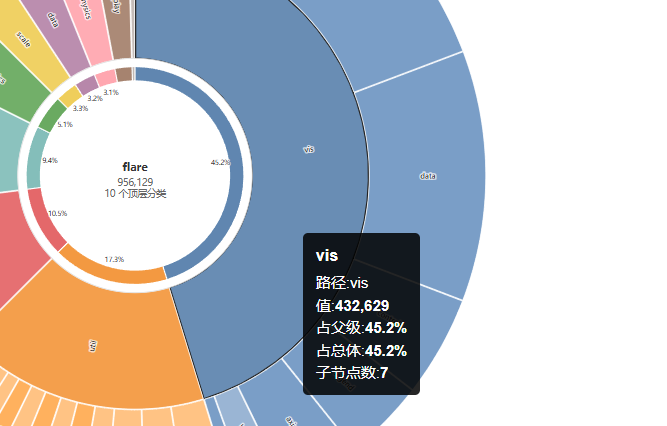 play
physics
data
scale
3.1%
3.2%
3.3%
5.1%
9.4%
10.5%
17.3%
45.2%
flare
956,129
10 个顶层分类
vis
data
util
vis
路径:vis
值:432,629
占父级:45.2%
占总体:45.2%
子节点数:7